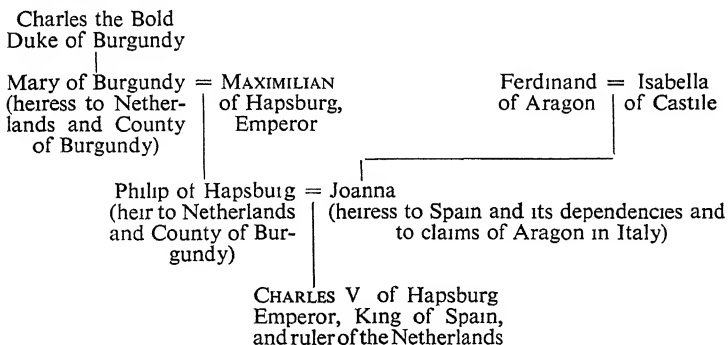 Charles the Bold
Duke of Burgundy
Mary of Burgundy = MAXIMILIAN
(heiress to Nether-
lands and County
of Burgundy)
of Hapsburg,
Emperor
Ferdinand = Isabella
of Aragon
of Castile
Philip of Hapsburg = Joanna
(heir to Netherlands
and County of Bur-
gundy)
(heiress to Spain and its dependencies and
to claims of Aragon in Italy)
CHARLES V of Hapsburg
Emperor, King of Spain,
and ruler of the Netherlands